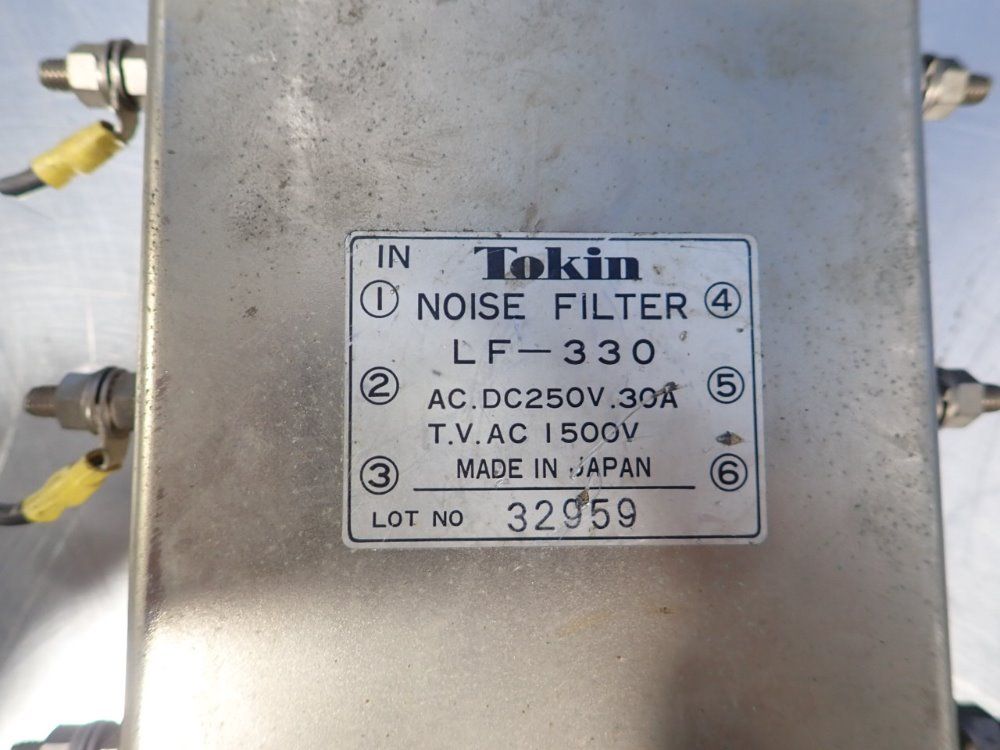 IN Tokin
① NOISE FILTER ④
LF-330
② AC.DC250V.30A ⑤
T.V.AC 1500V
③ MADE IN JAPAN ⑥
LOT NO 32959